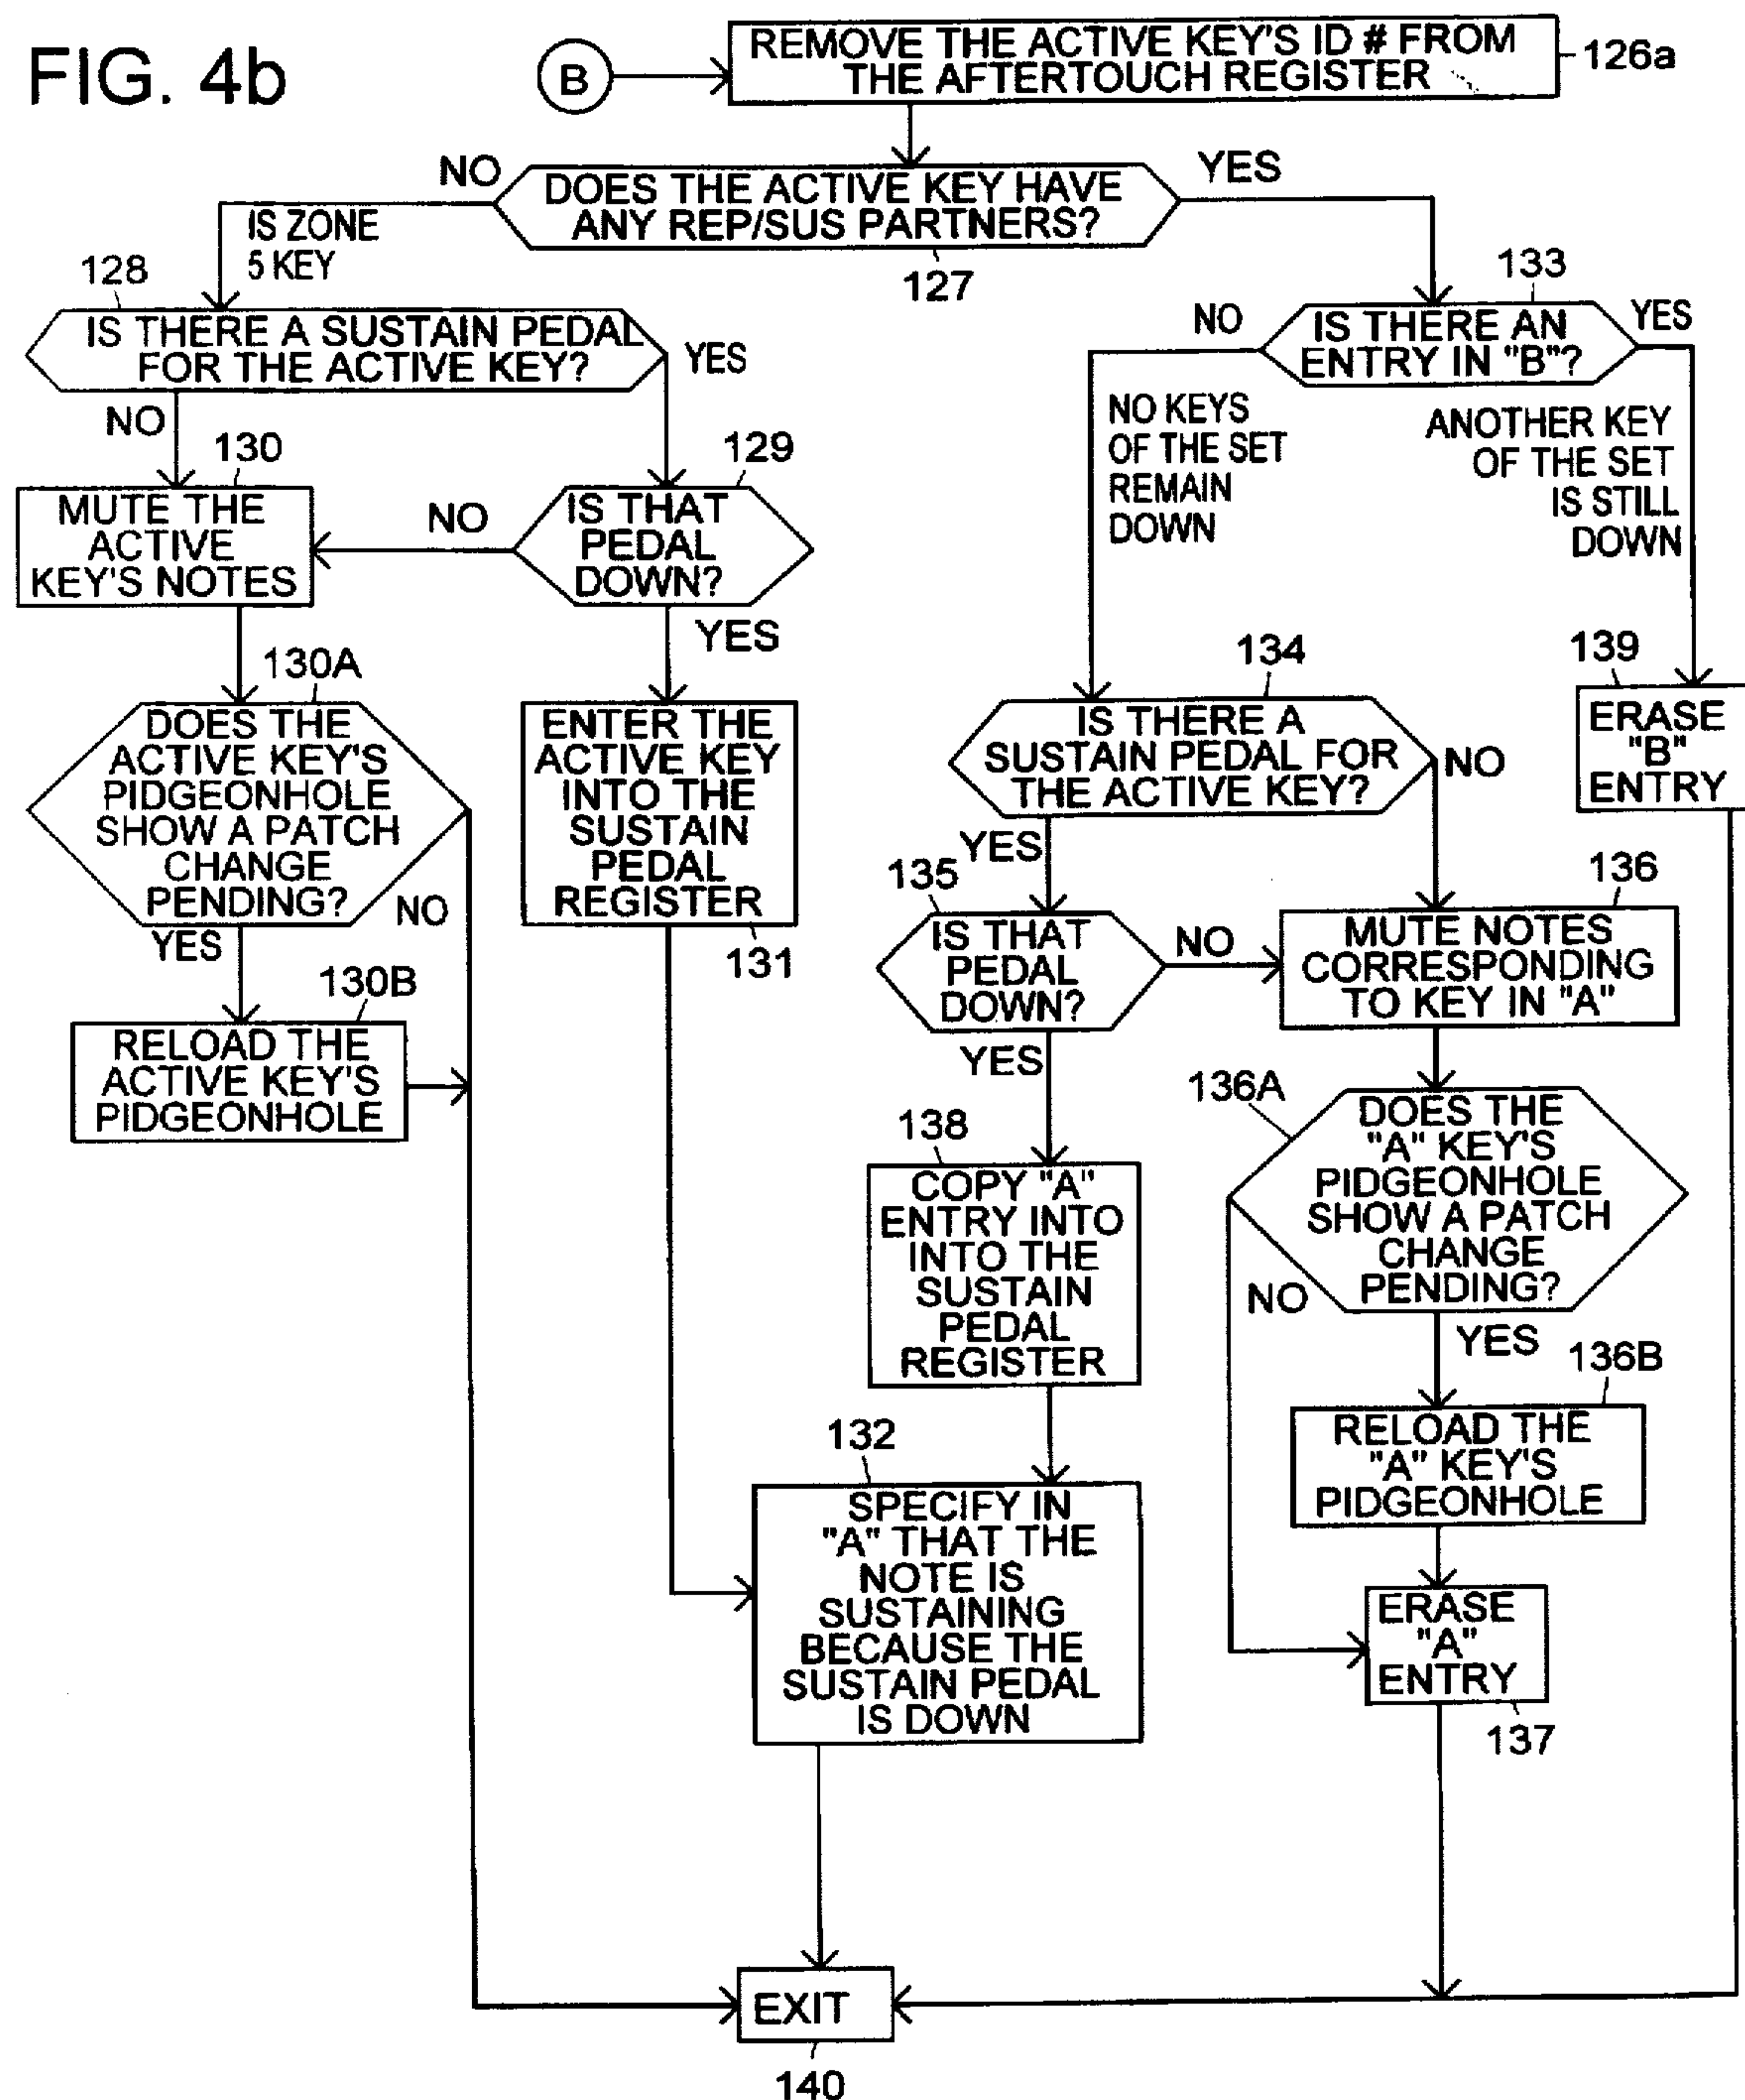 FIG. 4b
B
REMOVE THE ACTIVE KEY'S ID # FROM
THE AFTERTOUCH REGISTER
126a
NO
DOES THE ACTIVE KEY HAVE
ANY REP/SUS PARTNERS?
YES
127
IS ZONE
5 KEY
128
IS THERE A SUSTAIN PEDAL
FOR THE ACTIVE KEY?
YES
NO
133
NO
IS THERE AN
ENTRY IN "B"?
YES
NO KEYS
OF THE SET
REMAIN
DOWN
ANOTHER KEY
OF THE SET
IS STILL
DOWN
130
MUTE THE
ACTIVE
KEY'S NOTES
NO
129
IS THAT
PEDAL
DOWN?
YES
130A
DOES THE
ACTIVE KEY'S
PIDGEONHOLE
SHOW A PATCH
CHANGE
PENDING?
NO
YES
130B
RELOAD THE
ACTIVE KEY'S
PIDGEONHOLE
ENTER THE
ACTIVE KEY
INTO THE
SUSTAIN
PEDAL
REGISTER
131
134
IS THERE A
SUSTAIN PEDAL FOR
THE ACTIVE KEY?
NO
YES
139
ERASE
"B"
ENTRY
135
IS THAT
PEDAL
DOWN?
NO
YES
136
MUTE NOTES
CORRESPONDING
TO KEY IN "A"
136A
DOES THE
"A" KEY'S
PIDGEONHOLE
SHOW A PATCH
CHANGE
PENDING?
NO
YES
138
COPY "A"
ENTRY INTO
INTO THE
SUSTAIN
PEDAL
REGISTER
136B
RELOAD THE
"A" KEY'S
PIDGEONHOLE
132
SPECIFY IN
"A" THAT THE
NOTE IS
SUSTAINING
BECAUSE THE
SUSTAIN PEDAL
IS DOWN
ERASE
"A"
ENTRY
137
EXIT
140